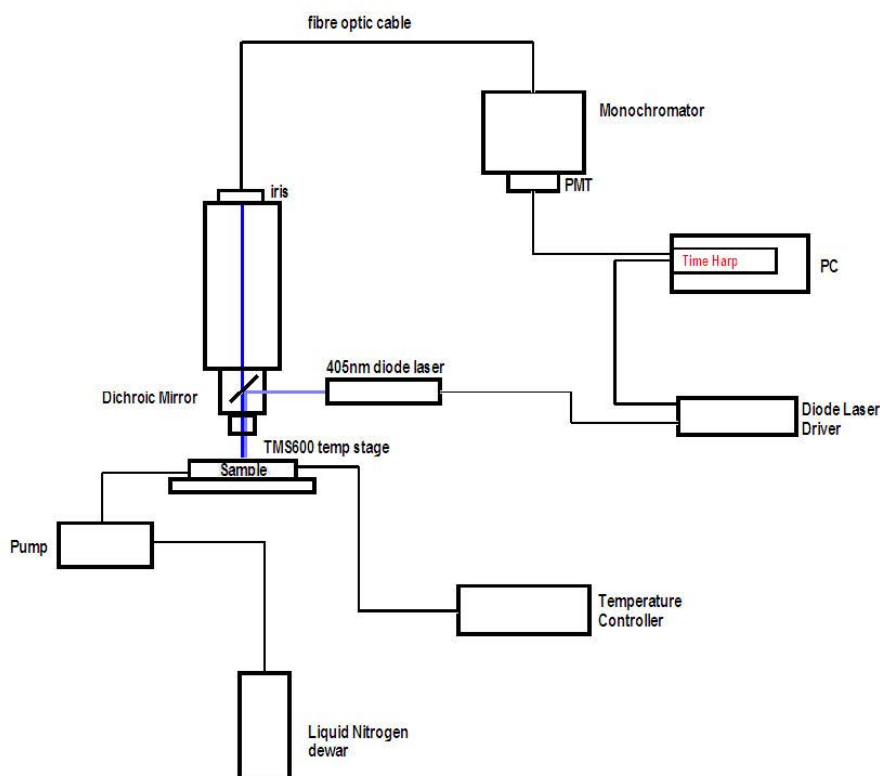 fibre optic cable
Monochromator
iris
PMT
Time Harp
PC
405nm diode laser
Dichroic Mirror
Diode Laser
Driver
TMS600 temp stage
Sample
Pump
Temperature
Controller
Liquid Nitrogen
dewar